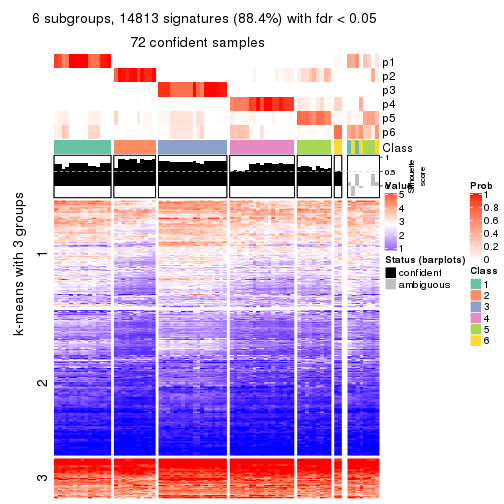 6 subgroups, 14813 signatures (88.4%) with fdr < 0.05
72 confident samples
p1
p2
p3
p4
p5
p6
Class
1
0.5
0
Silhouette
score
k-means with 3 groups
1
2
3
Value
5
4
3
2
1
Status (barplots)
confident
ambiguous
Prob
1
0.8
0.6
0.4
0.2
0
Class
1
2
3
4
5
6